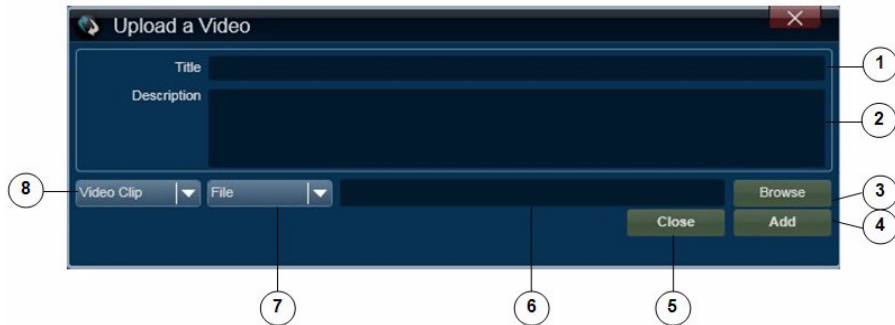 Upload a Video
Title
1
Description
2
8
Video Clip
File
Browse
3
Close
Add
4
7
6
5